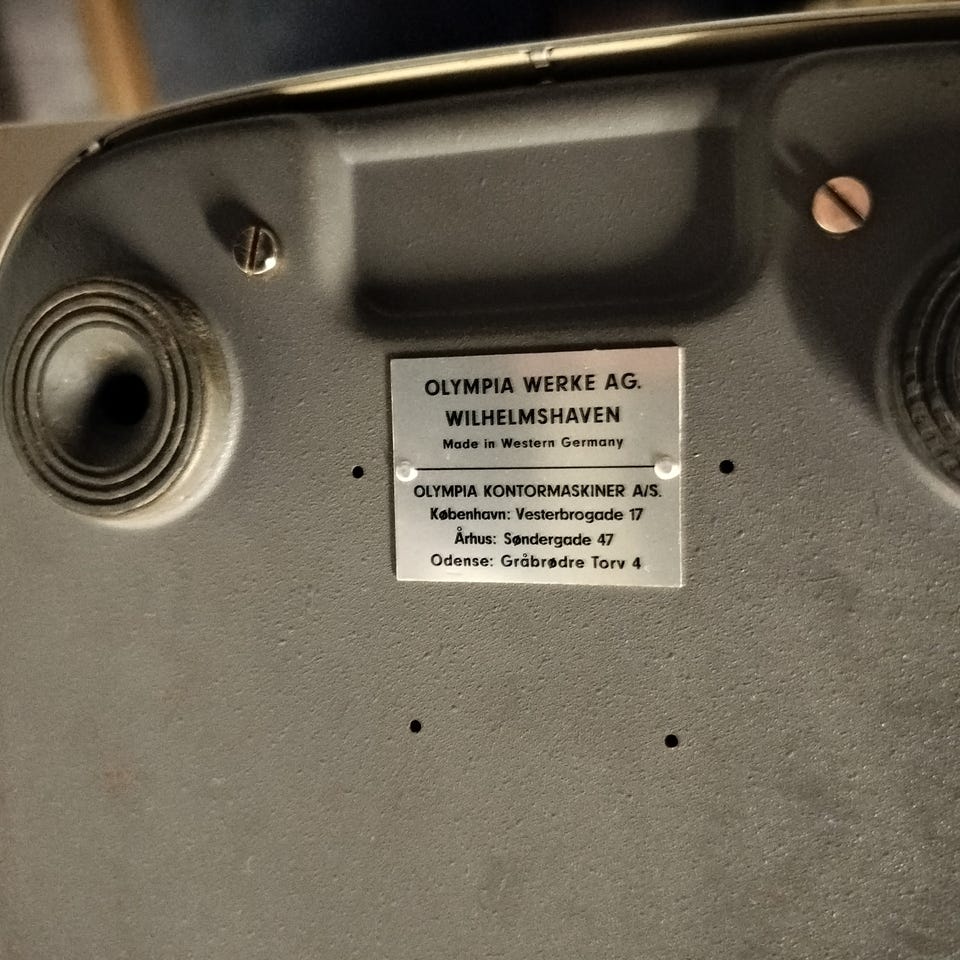 OLYMPIA WERKE AG.
WILHELMSHAVEN
Made in Western Germany
OLYMPIA KONTORMASKINER A/S.
København: Vesterbrogade 17
Århus: Søndergade 47
Odense: Gråbrødre Torv 4